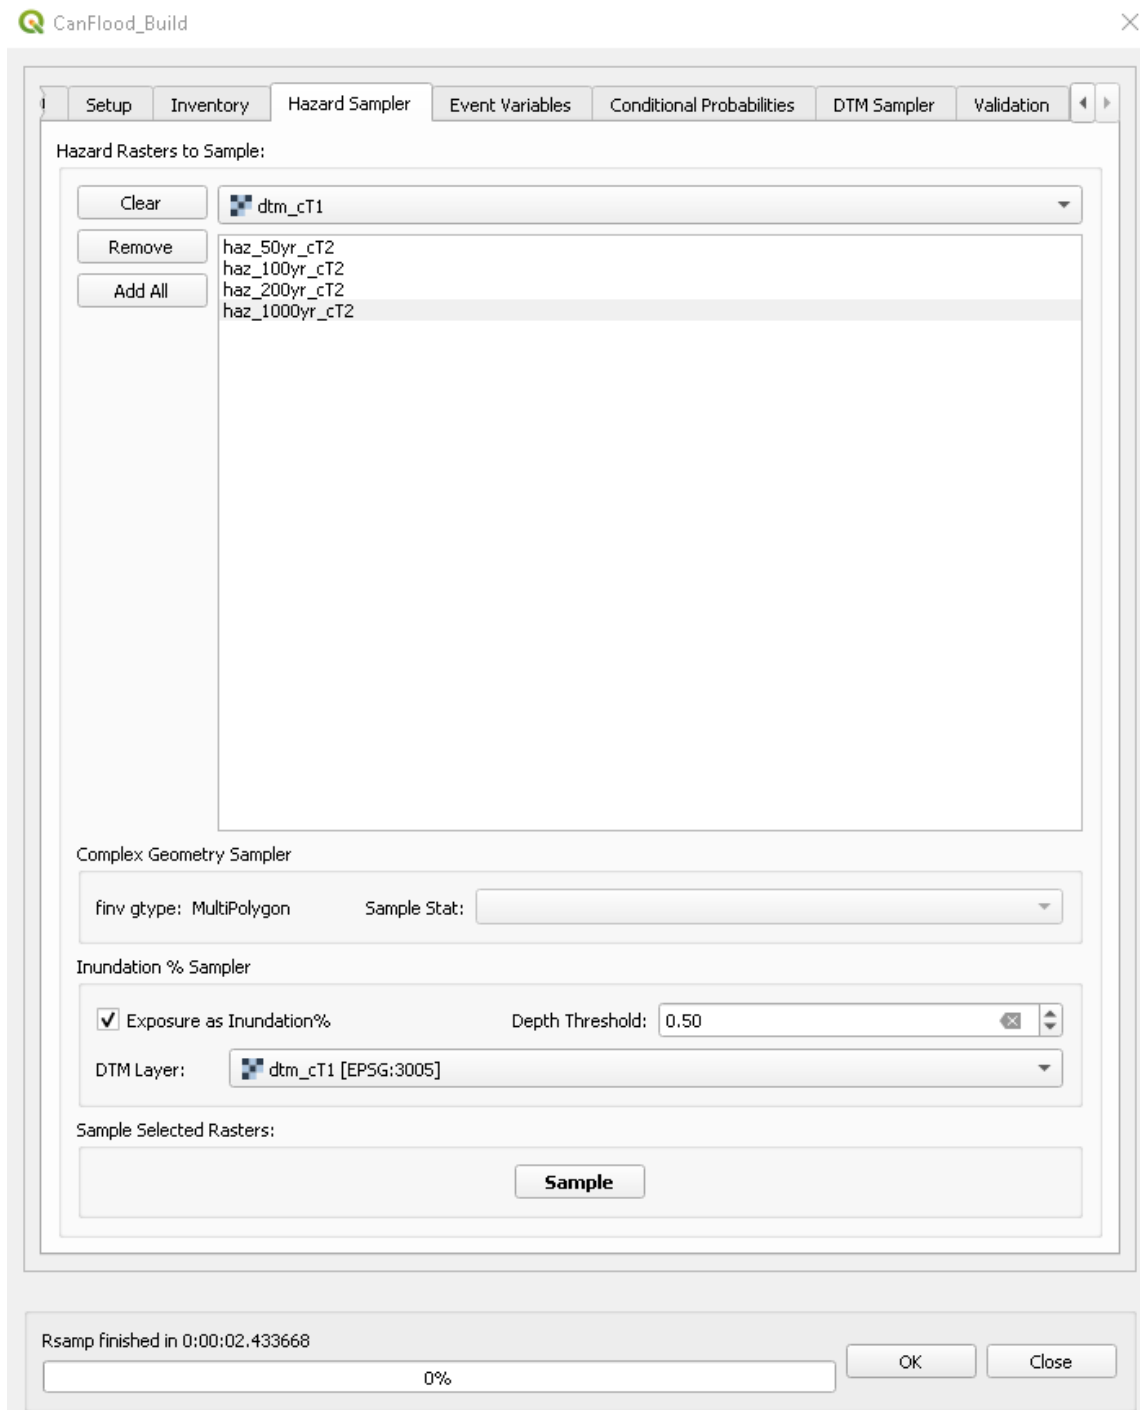 CanFlood_Build
Setup Inventory Hazard Sampler Event Variables Conditional Probabilities DTM Sampler Validation
Hazard Rasters to Sample:
Clear dtm_cT1
Remove
Add All
haz_50yr_cT2
haz_100yr_cT2
haz_200yr_cT2
haz_1000yr_cT2
Complex Geometry Sampler
finv gtype: MultiPolygon Sample Stat:
Inundation % Sampler
Exposure as Inundation% Depth Threshold: 0.50
DTM Layer: dtm_cT1 [EPSG:3005]
Sample Selected Rasters:
Sample
Rsamp finished in 0:00:02.433668
0%
OK Close